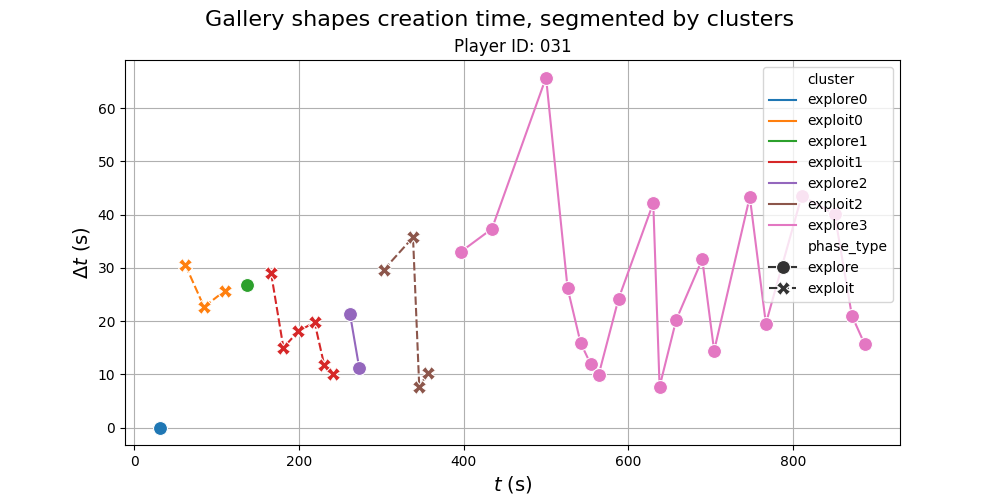 Gallery shapes creation time, segmented by clusters
Player ID: 031
Δt (s)
60
50
40
30
20
10
0
0 200 400 600 800
t (s)
cluster
explore0
exploit0
explore1
exploit1
explore2
exploit2
explore3
phase_type
explore
exploit